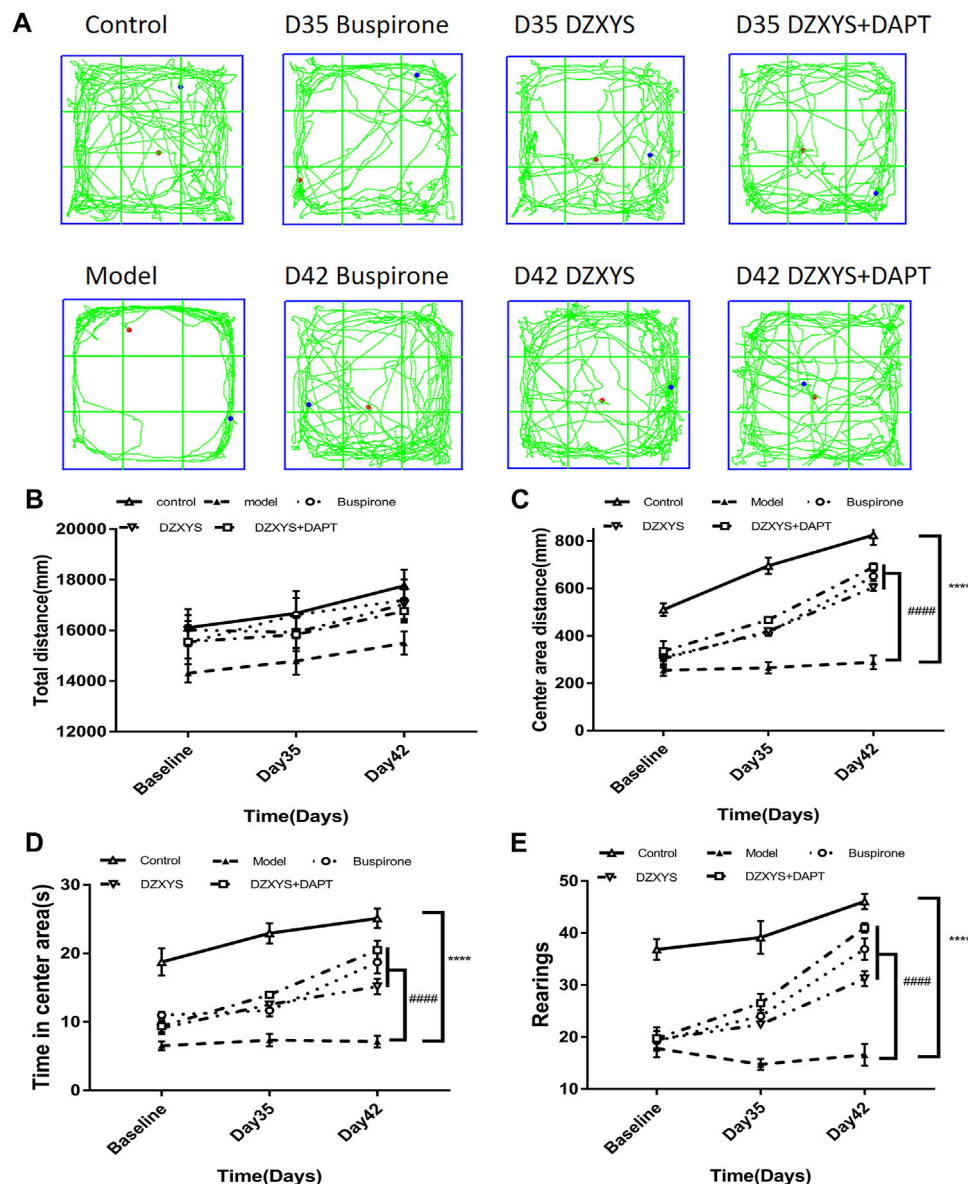 A
Control
D35 Buspirone
D35 DZXYS
D35 DZXYS+DAPT
Model
D42 Buspirone
D42 DZXYS
D42 DZXYS+DAPT
B
control
model
Buspirone
DZXYS
DZXYS+DAPT
20000
18000
16000
14000
12000
Total distance(mm)
Baseline
Day35
Day42
Time(Days)
C
Control
Model
Buspirone
DZXYS
DZXYS+DAPT
800
600
400
200
0
Center area distance(mm)
####
****
Baseline
Day35
Day42
Time(Days)
D
Control
Model
Buspirone
DZXYS
DZXYS+DAPT
30
20
10
0
Time in center area(s)
####
****
Baseline
Day35
Day42
Time(Days)
E
Control
Model
Buspirone
DZXYS
DZXYS+DAPT
50
40
30
20
10
Rearings
####
****
Baseline
Day35
Day42
Time(Days)